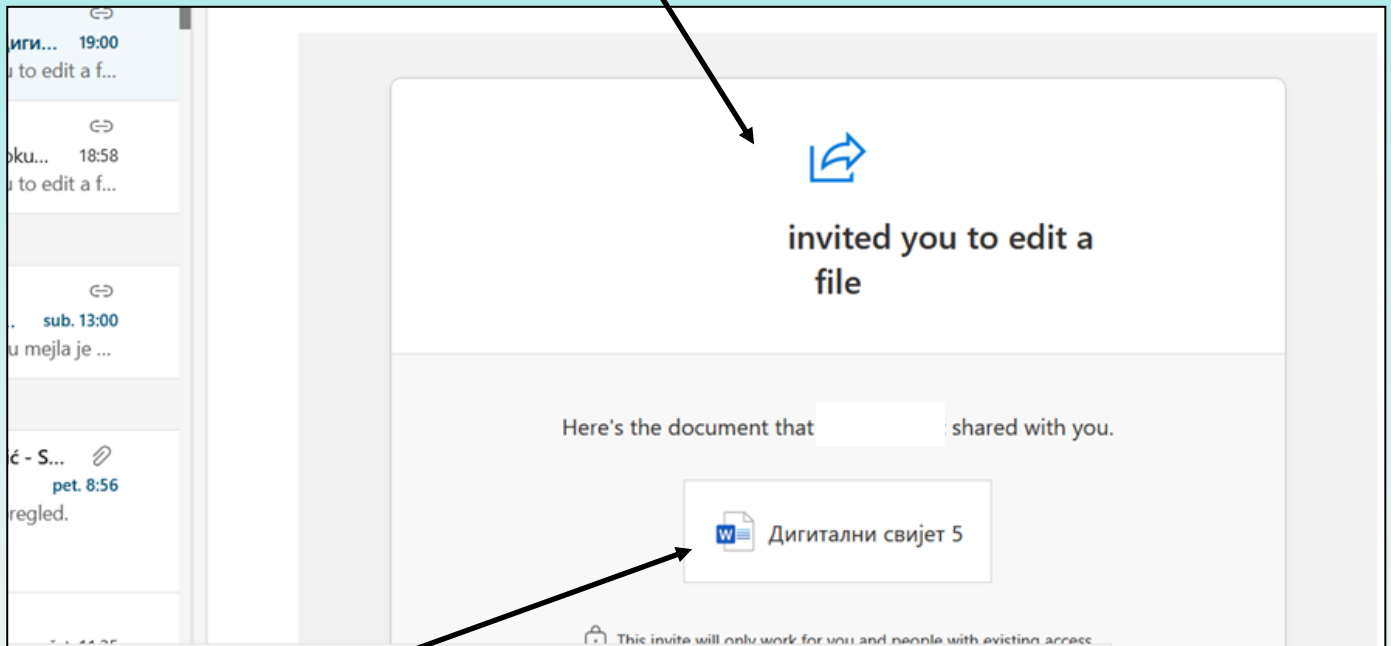 иги... 19:00
to edit a f...
ku... 18:58
to edit a f...
sub. 13:00
u mejla je ...
ć - S...
pet. 8:56
regled.
invited you to edit a
file
Here's the document that shared with you.
W Дигитални свијет 5
This invite will only work for you and people with existing access